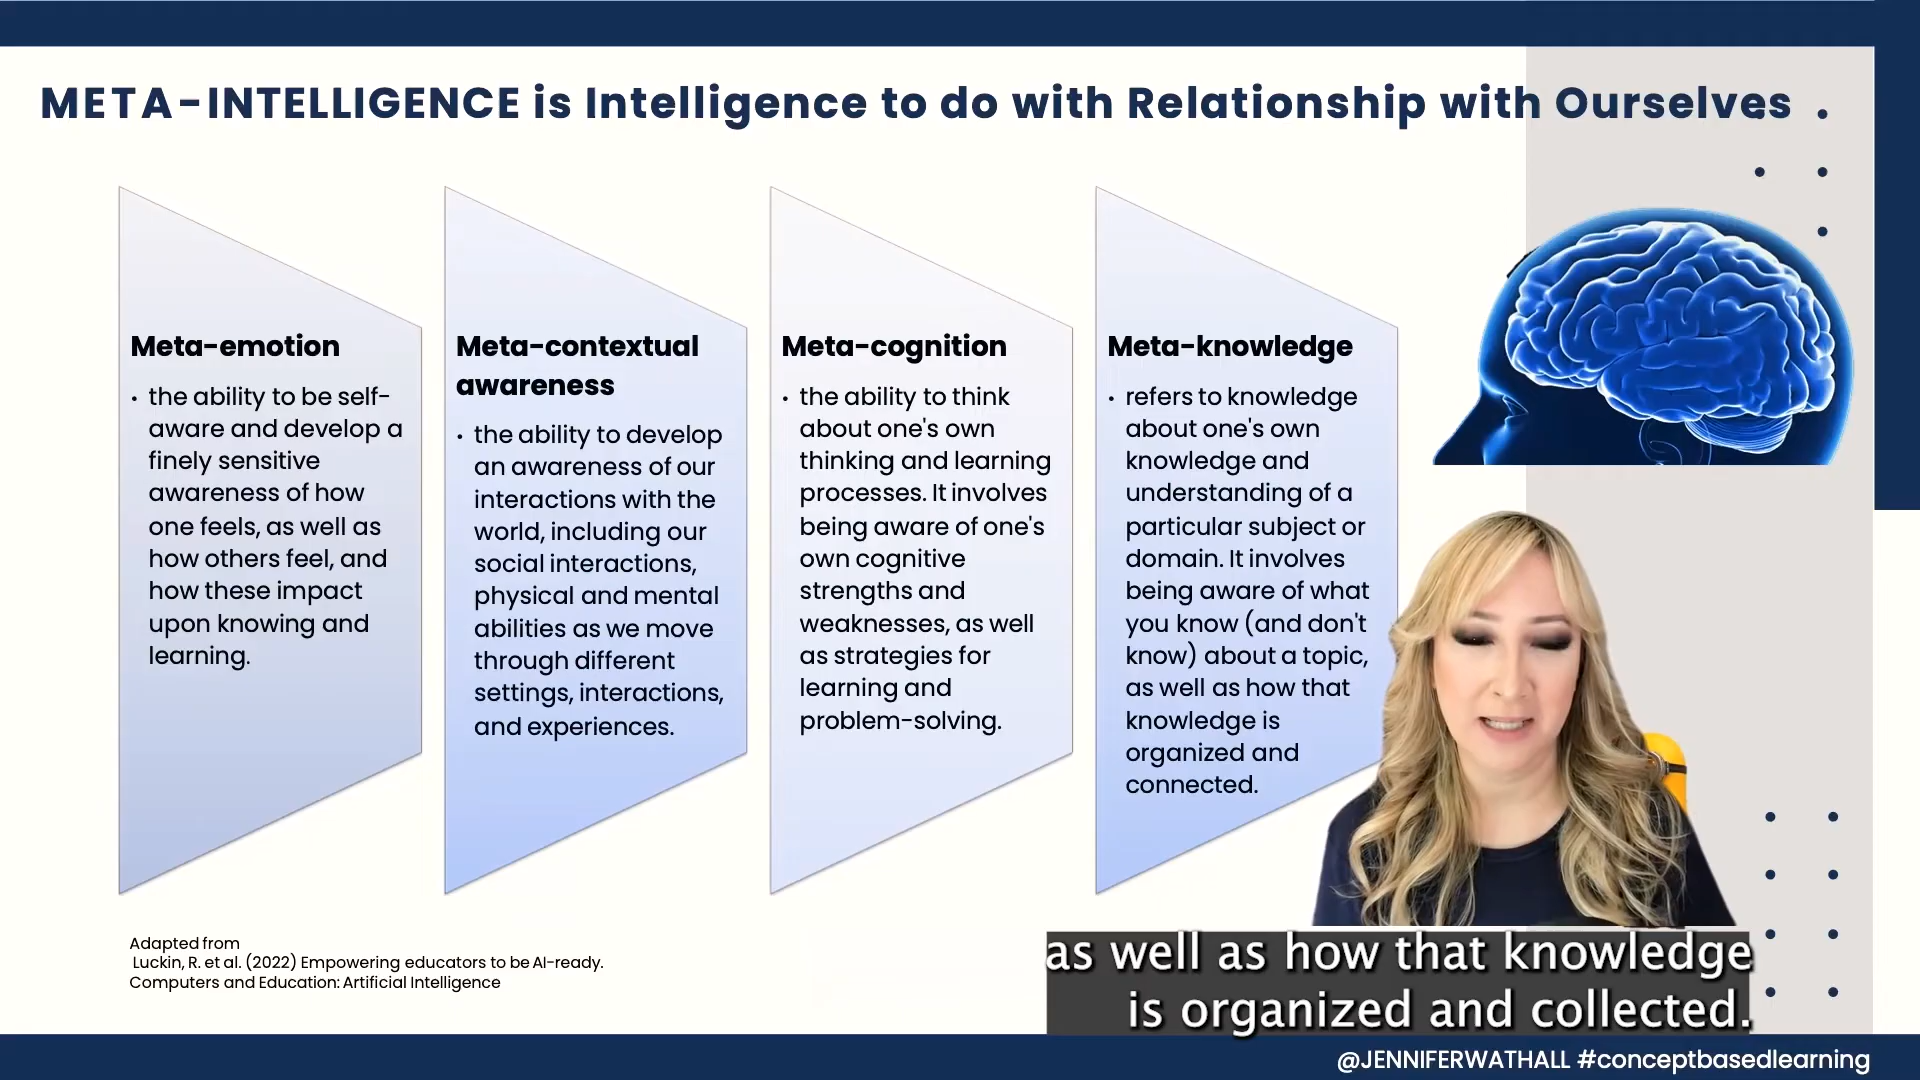 META-INTELLIGENCE is Intelligence to do with Relationship with Ourselves
Meta-emotion
• the ability to be self-
aware and develop a
finely sensitive
awareness of how
one feels, as well as
how others feel, and
how these impact
upon knowing and
learning.
Meta-contextual
awareness
• the ability to develop
an awareness of our
interactions with the
world, including our
social interactions,
physical and mental
abilities as we move
through different
settings, interactions,
and experiences.
Meta-cognition
• the ability to think
about one's own
thinking and learning
processes. It involves
being aware of one's
own cognitive
strengths and
weaknesses, as well
as strategies for
learning and
problem-solving.
Meta-knowledge
• refers to knowledge
about one's own
knowledge and
understanding of a
particular subject or
domain. It involves
being aware of what
you know (and don't
know) about a topic,
as well as how that
knowledge is
organized and
connected.
Adapted from
Luckin, R. et al. (2022) Empowering educators to be AI-ready.
Computers and Education: Artificial Intelligence
as well as how that knowledge
is organized and collected.
@JENNIFERWATHALL #conceptbasedlearning